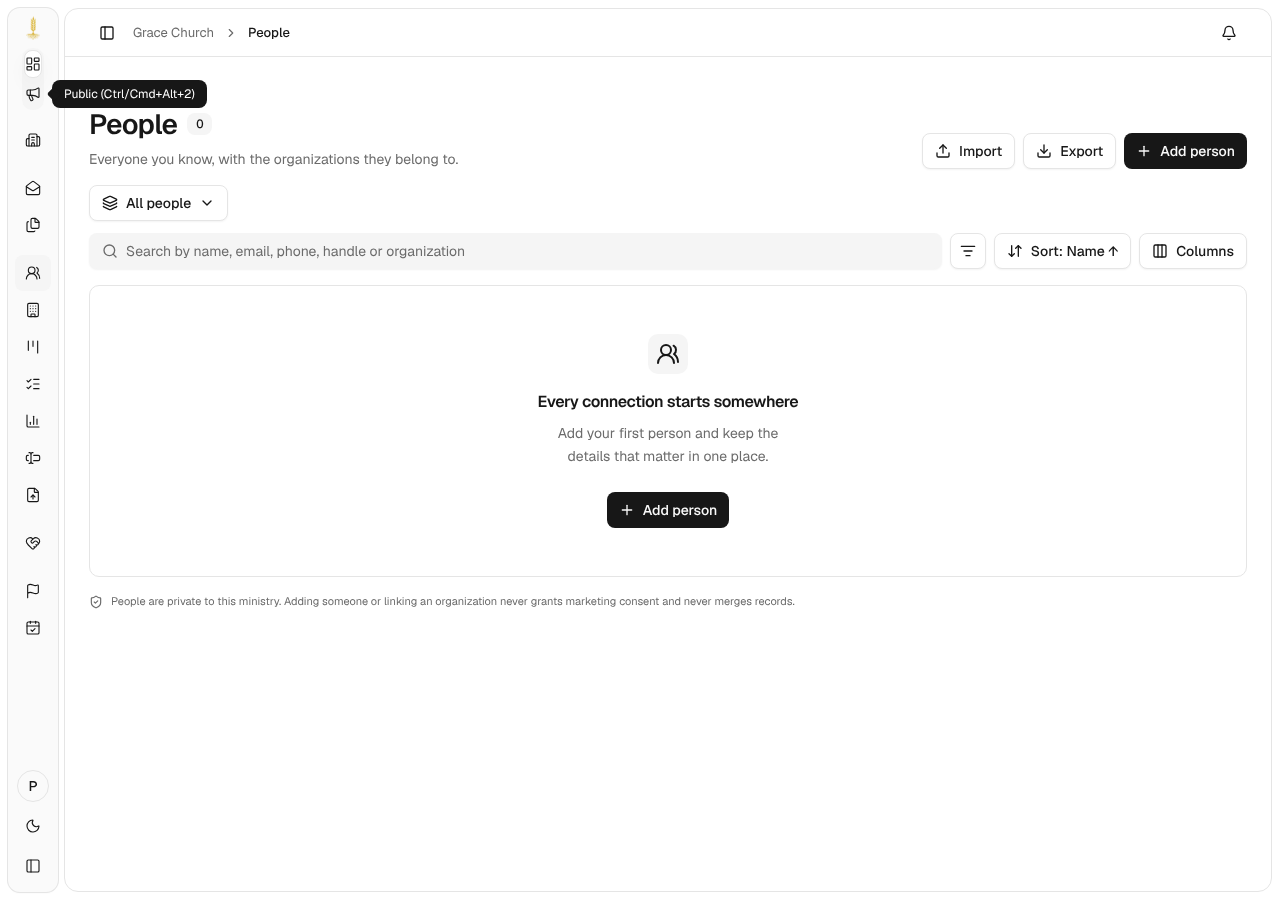 Grace Church
People
Public (Ctrl/Cmd+Alt+2)
People
0
Everyone you know, with the organizations they belong to.
Import
Export
Add person
All people
Search by name, email, phone, handle or organization
Sort: Name ↑
Columns
Every connection starts somewhere
Add your first person and keep the
details that matter in one place.
Add person
People are private to this ministry. Adding someone or linking an organization never grants marketing consent and never merges records.
P